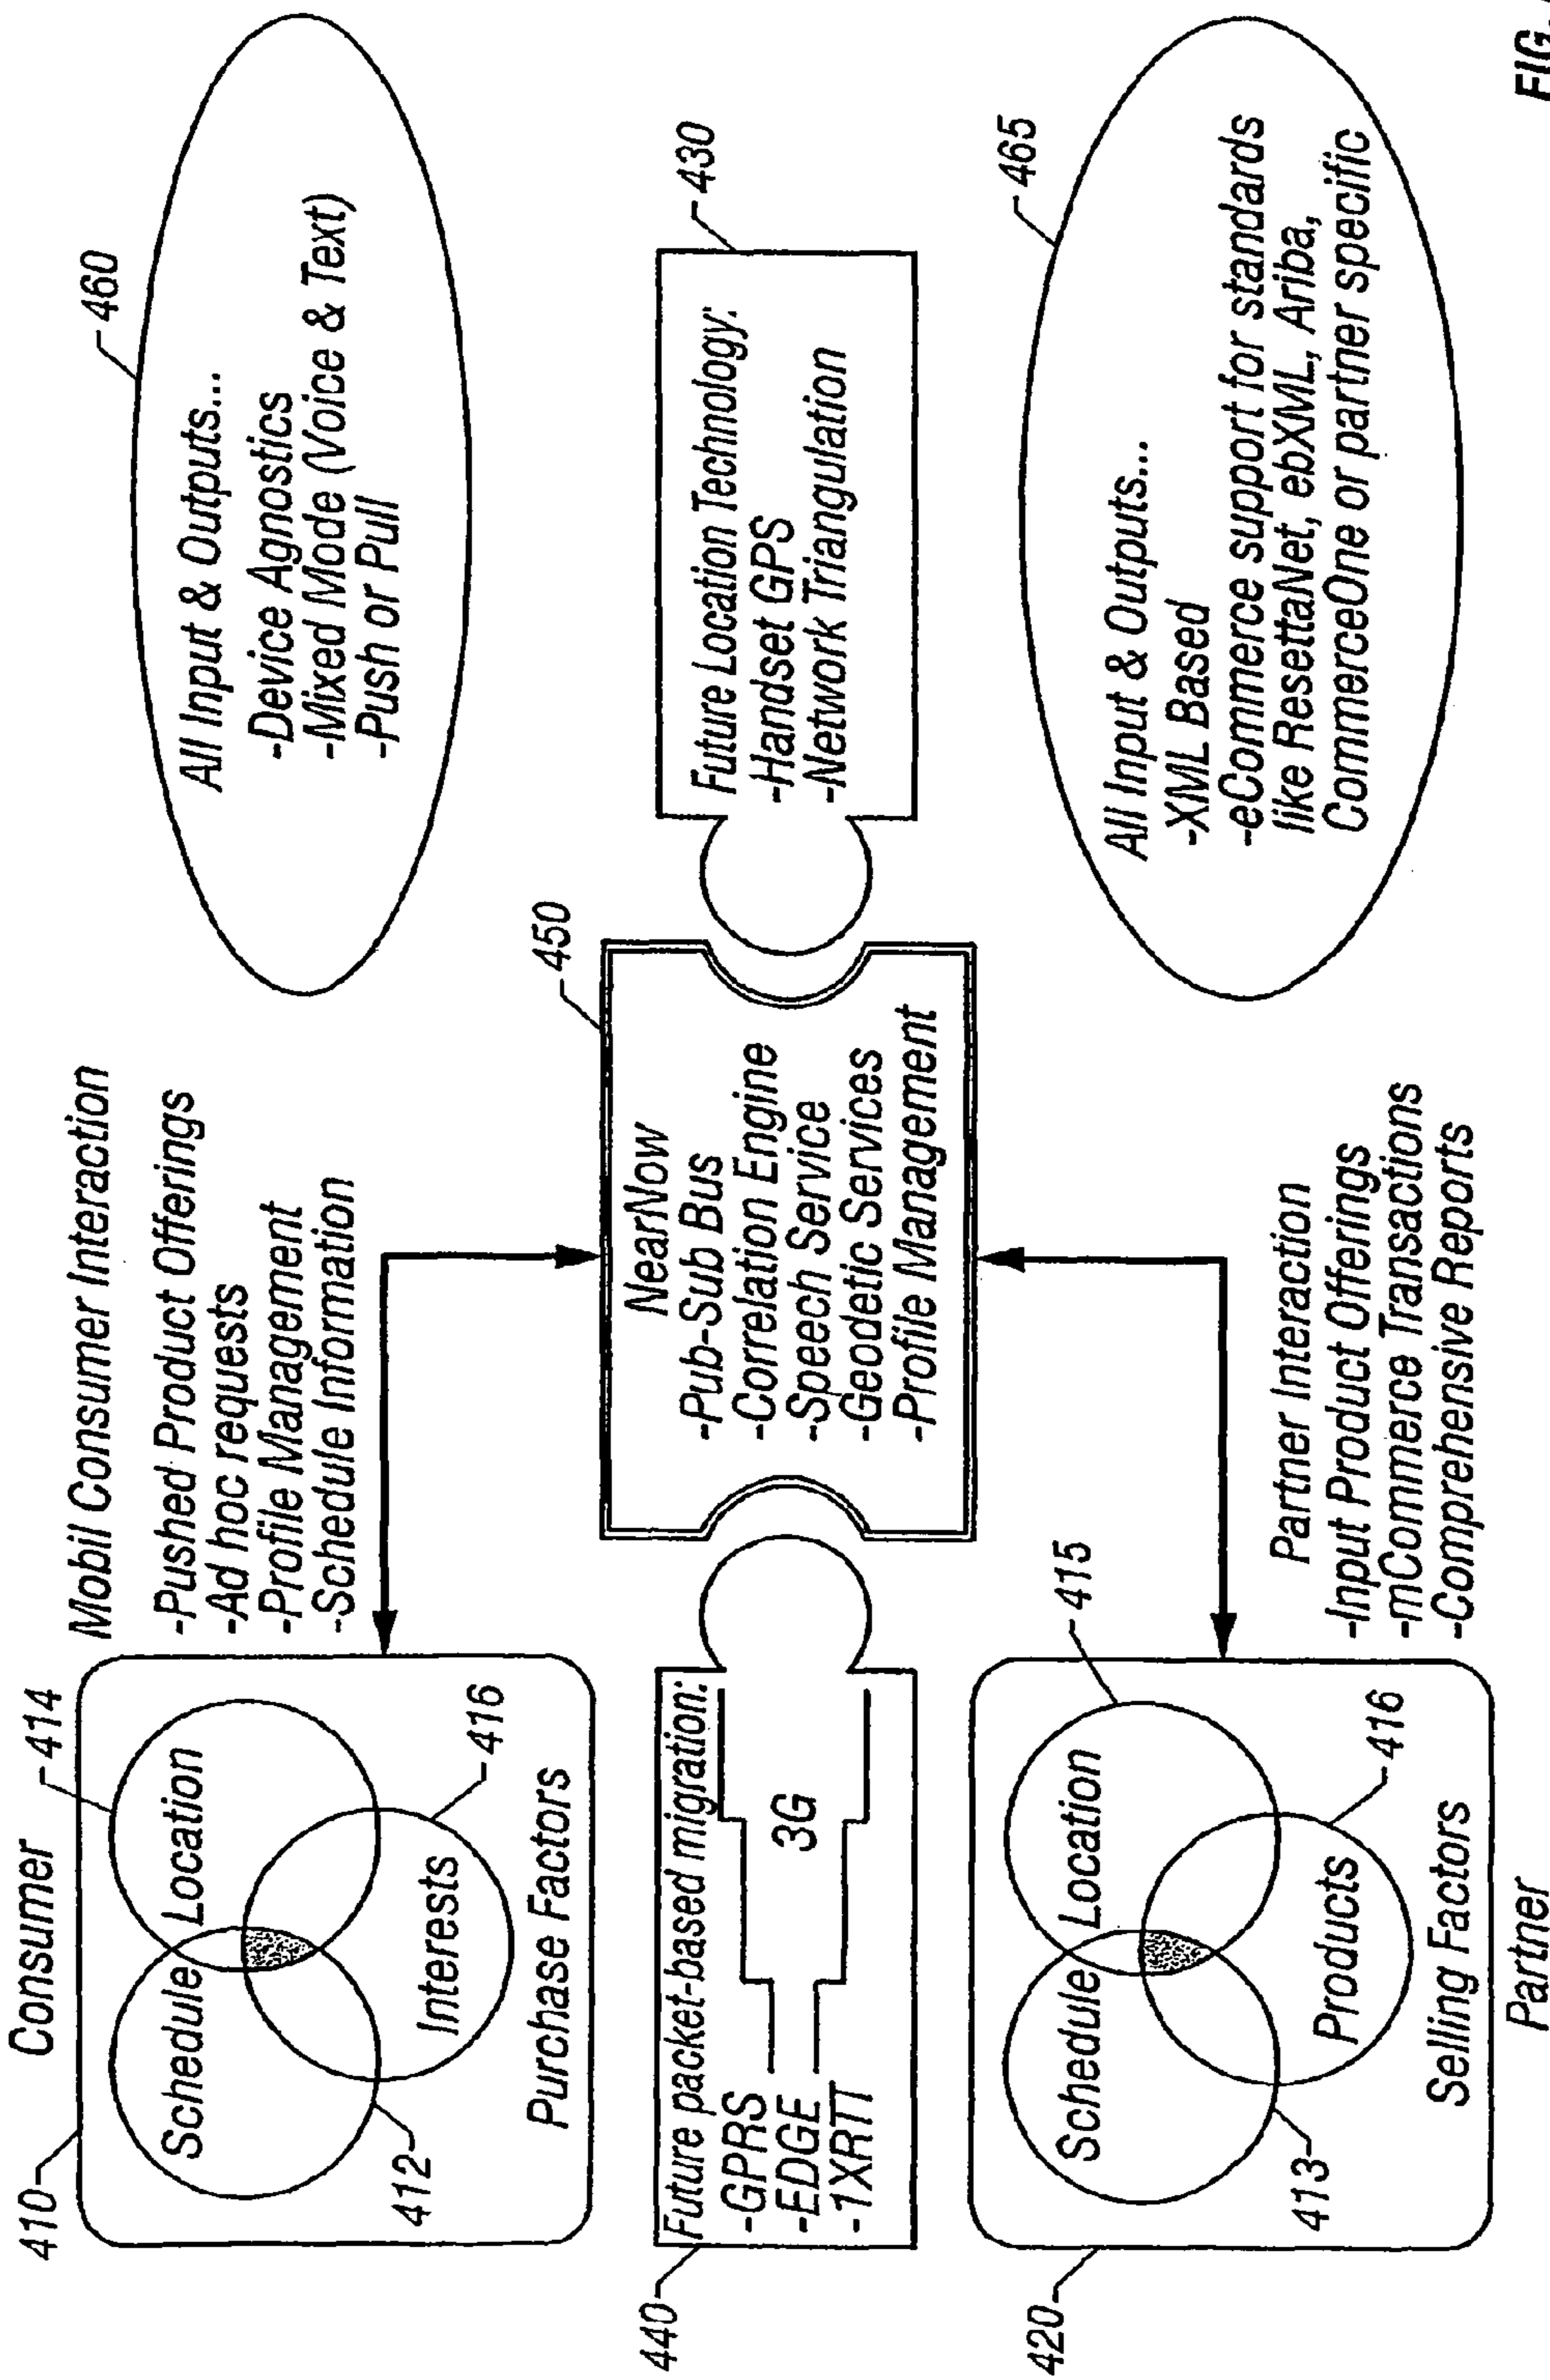 410
Consumer
414
Schedule
Location
Interests
412
416
Purchase Factors
Mobil Consumer Interaction
-Pushed Product Offerings
-Ad hoc requests
-Profile Management
-Schedule Information
460
All Input & Outputs...
-Device Agnostics
-Mixed Mode (Voice & Text)
-Push or Pull
440
Future packet-based migration:
-GPRS
-EDGE
-1XRTT
3G
450
NearNow
-Pub-Sub Bus
-Correlation Engine
-Speech Service
-Geodetic Services
-Profile Management
430
Future Location Technology:
-Handset GPS
-Network Triangulation
420
415
Schedule
Location
Products
413
416
Selling Factors
Partner
Partner Interaction
-Input Product Offerings
-mCommerce Transactions
-Comprehensive Reports
465
All Input & Outputs...
-XML Based
-eCommerce support for standards
like ResettaNet, ebXML, Ariba,
CommerceOne or partner specific
FIG.